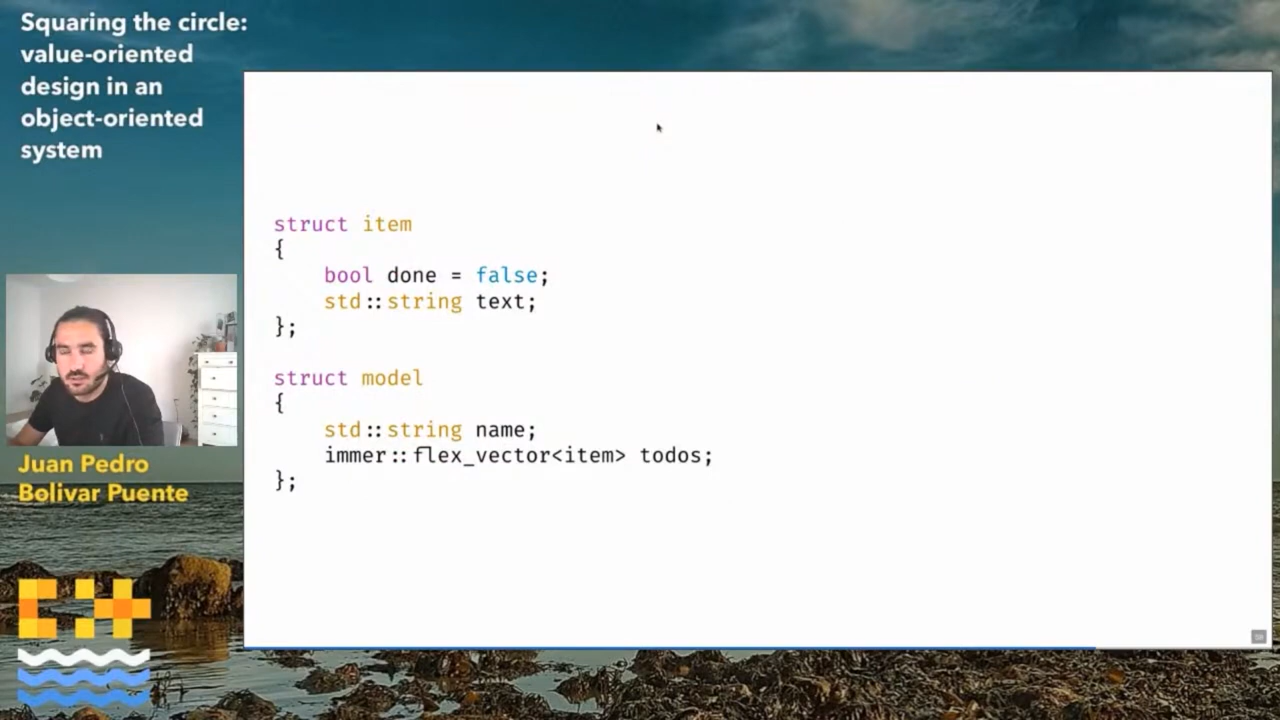 Squaring the circle:
value-oriented
design in an
object-oriented
system
struct item
{
    bool done = false;
    std::string text;
};
struct model
{
    std::string name;
    immer::flex_vector<item> todos;
};
Juan Pedro
Bolivar Puente